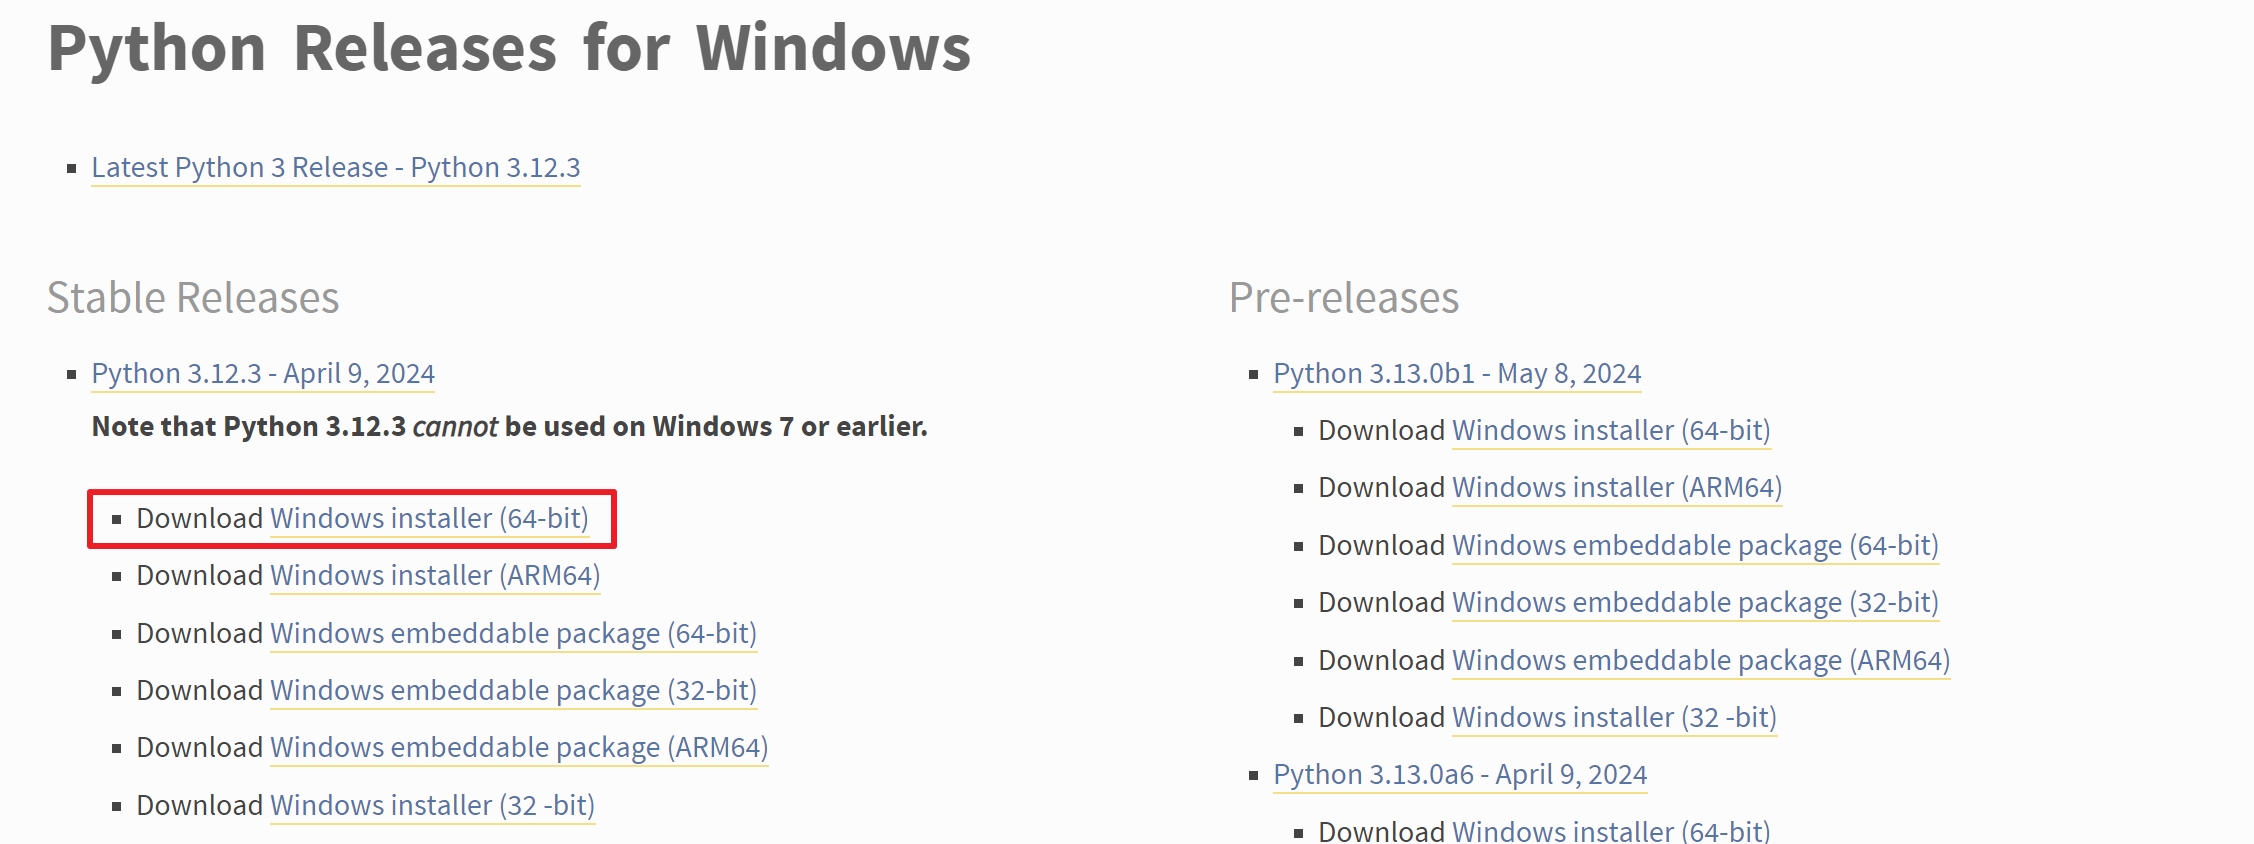 Python Releases for Windows
Latest Python 3 Release - Python 3.12.3
Stable Releases
Python 3.12.3 - April 9, 2024
Note that Python 3.12.3 cannot be used on Windows 7 or earlier.
Download Windows installer (64-bit)
Download Windows installer (ARM64)
Download Windows embeddable package (64-bit)
Download Windows embeddable package (32-bit)
Download Windows embeddable package (ARM64)
Download Windows installer (32 -bit)
Pre-releases
Python 3.13.0b1 - May 8, 2024
Download Windows installer (64-bit)
Download Windows installer (ARM64)
Download Windows embeddable package (64-bit)
Download Windows embeddable package (32-bit)
Download Windows embeddable package (ARM64)
Download Windows installer (32 -bit)
Python 3.13.0a6 - April 9, 2024
Download Windows installer (64-bit)